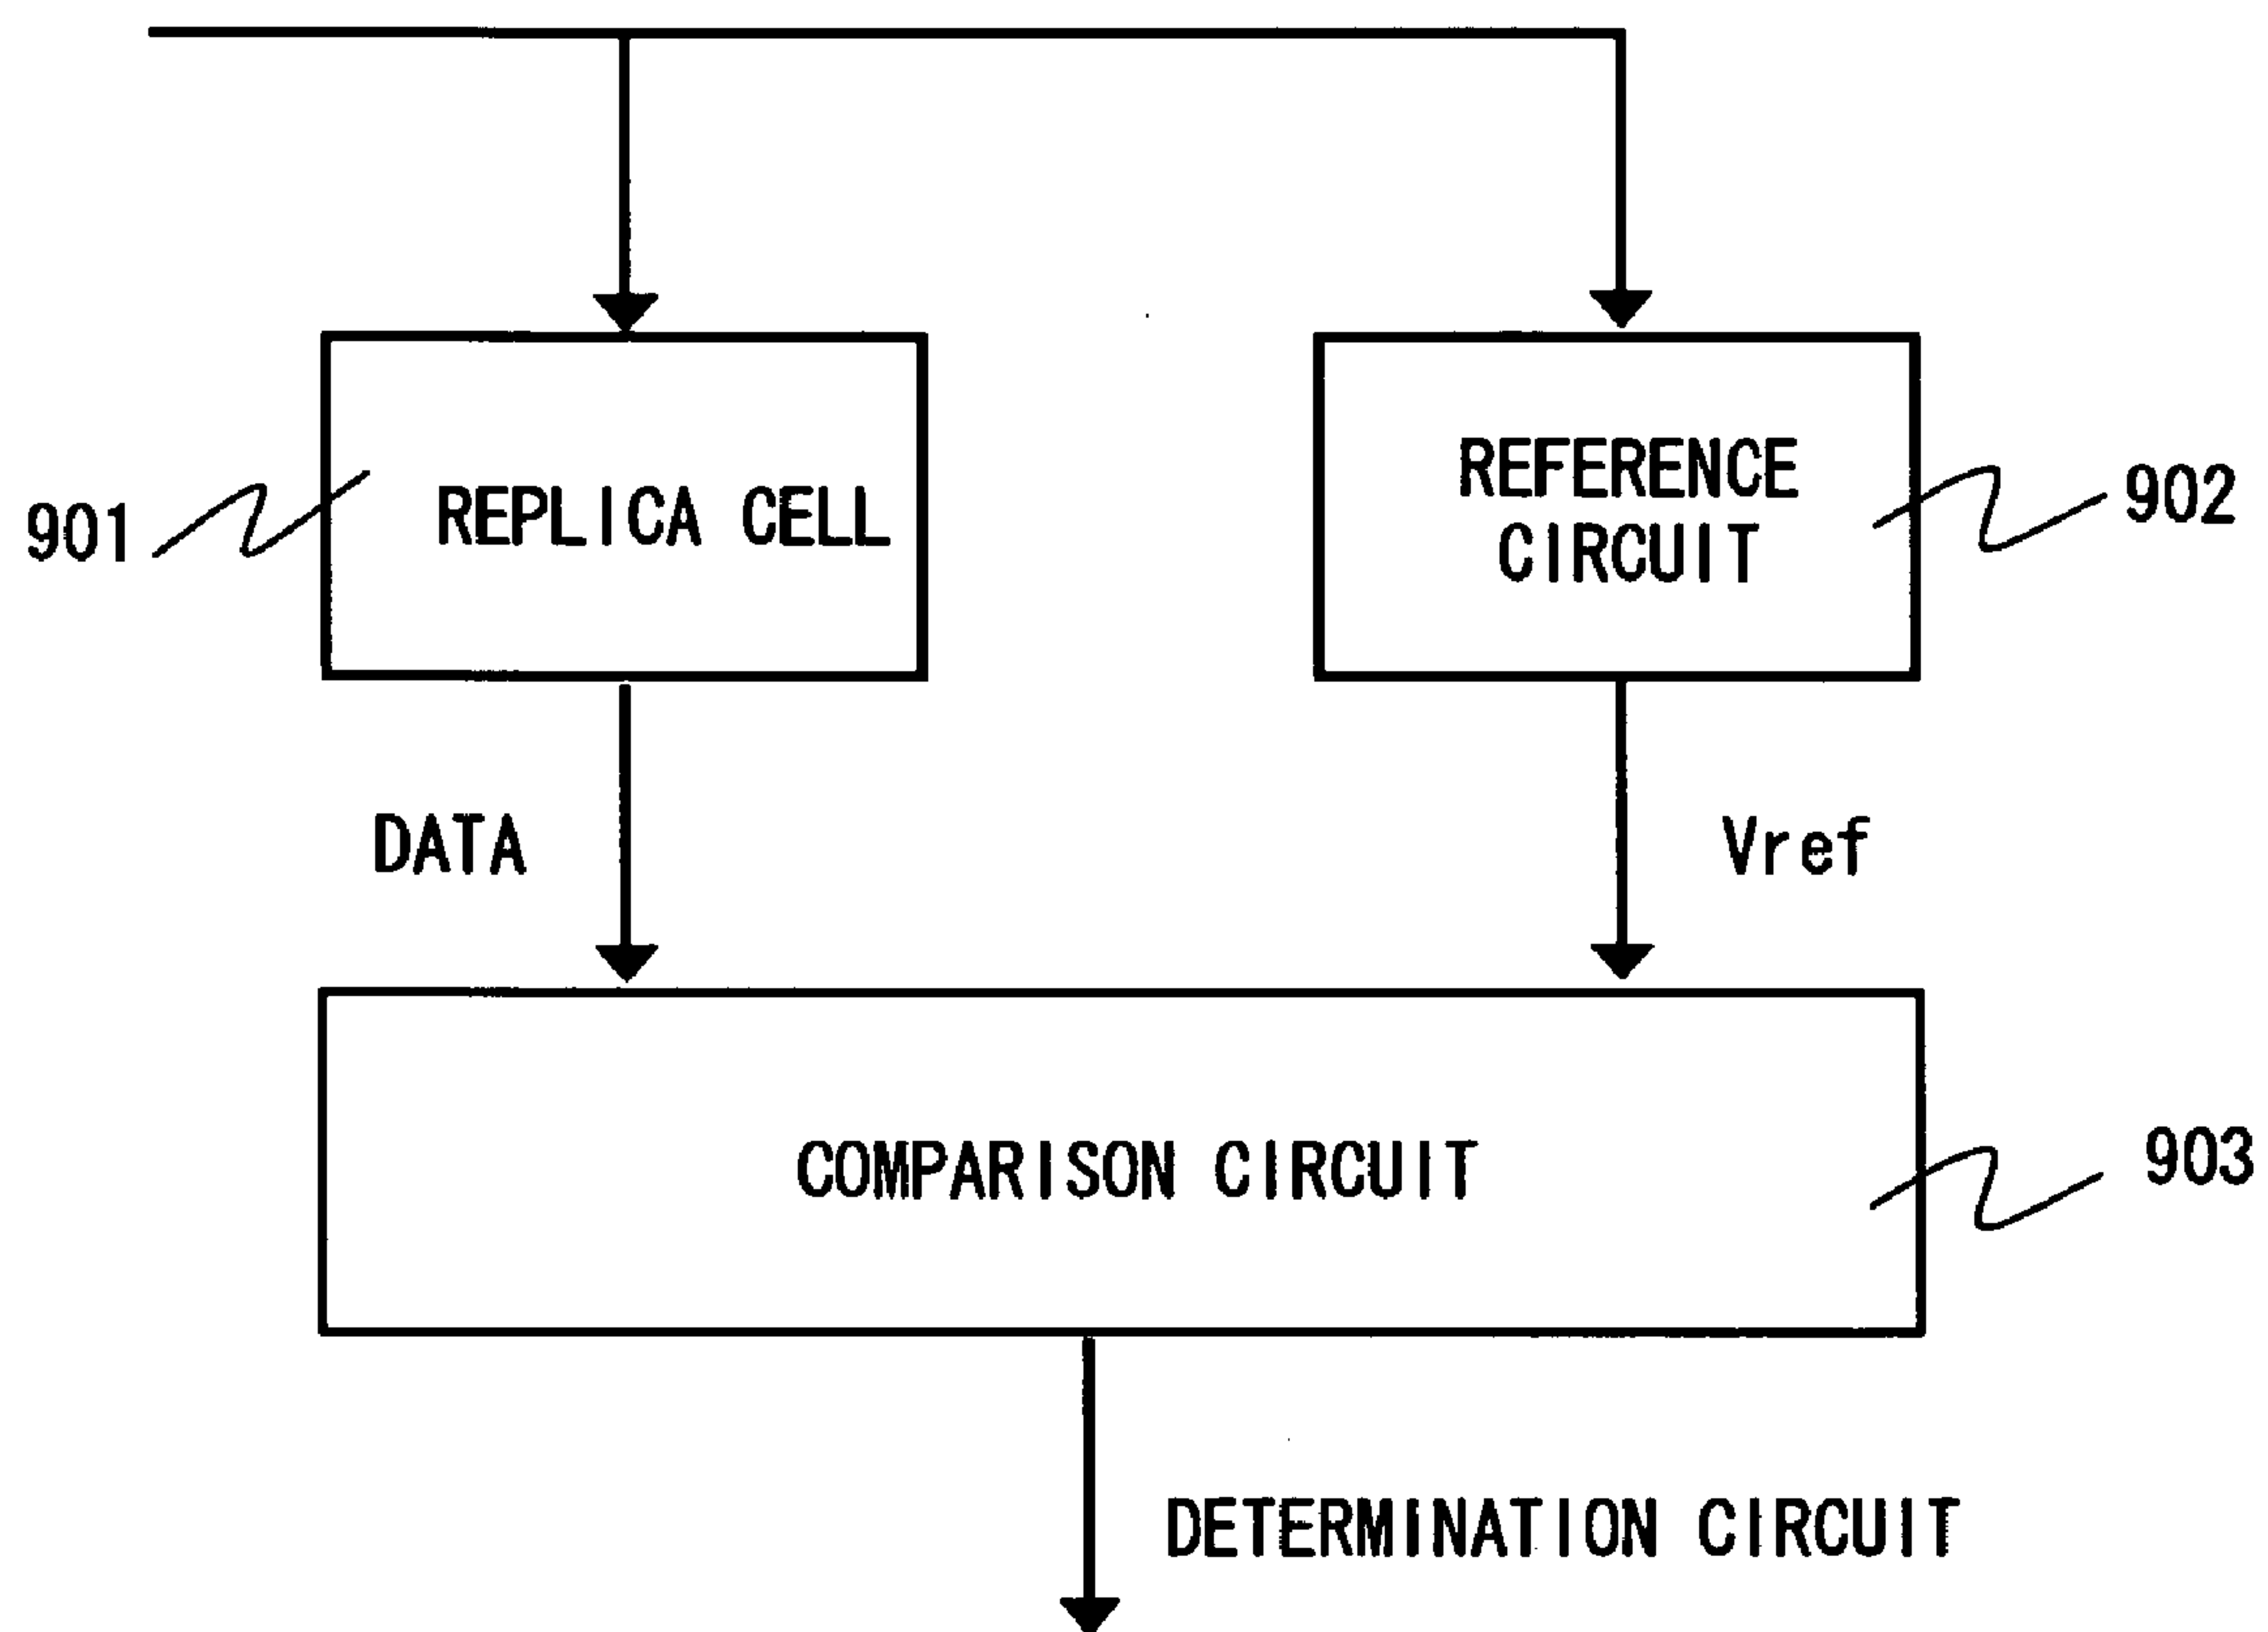 901
REPLICA CELL
REFERENCE
CIRCUIT
902
DATA
Vref
COMPARISON CIRCUIT
903
DETERMINATION CIRCUIT